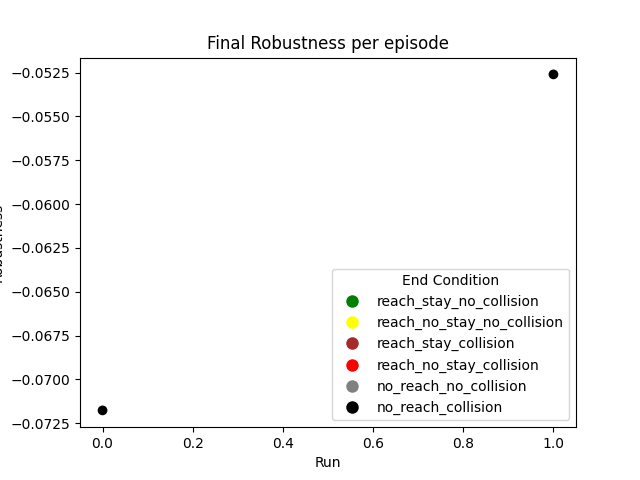 Final Robustness per episode
−0.0525
−0.0550
−0.0575
−0.0600
−0.0625
−0.0650
−0.0675
−0.0700
−0.0725
0.0
0.2
0.4
0.6
0.8
1.0
Run
End Condition
reach_stay_no_collision
reach_no_stay_no_collision
reach_stay_collision
reach_no_stay_collision
no_reach_no_collision
no_reach_collision